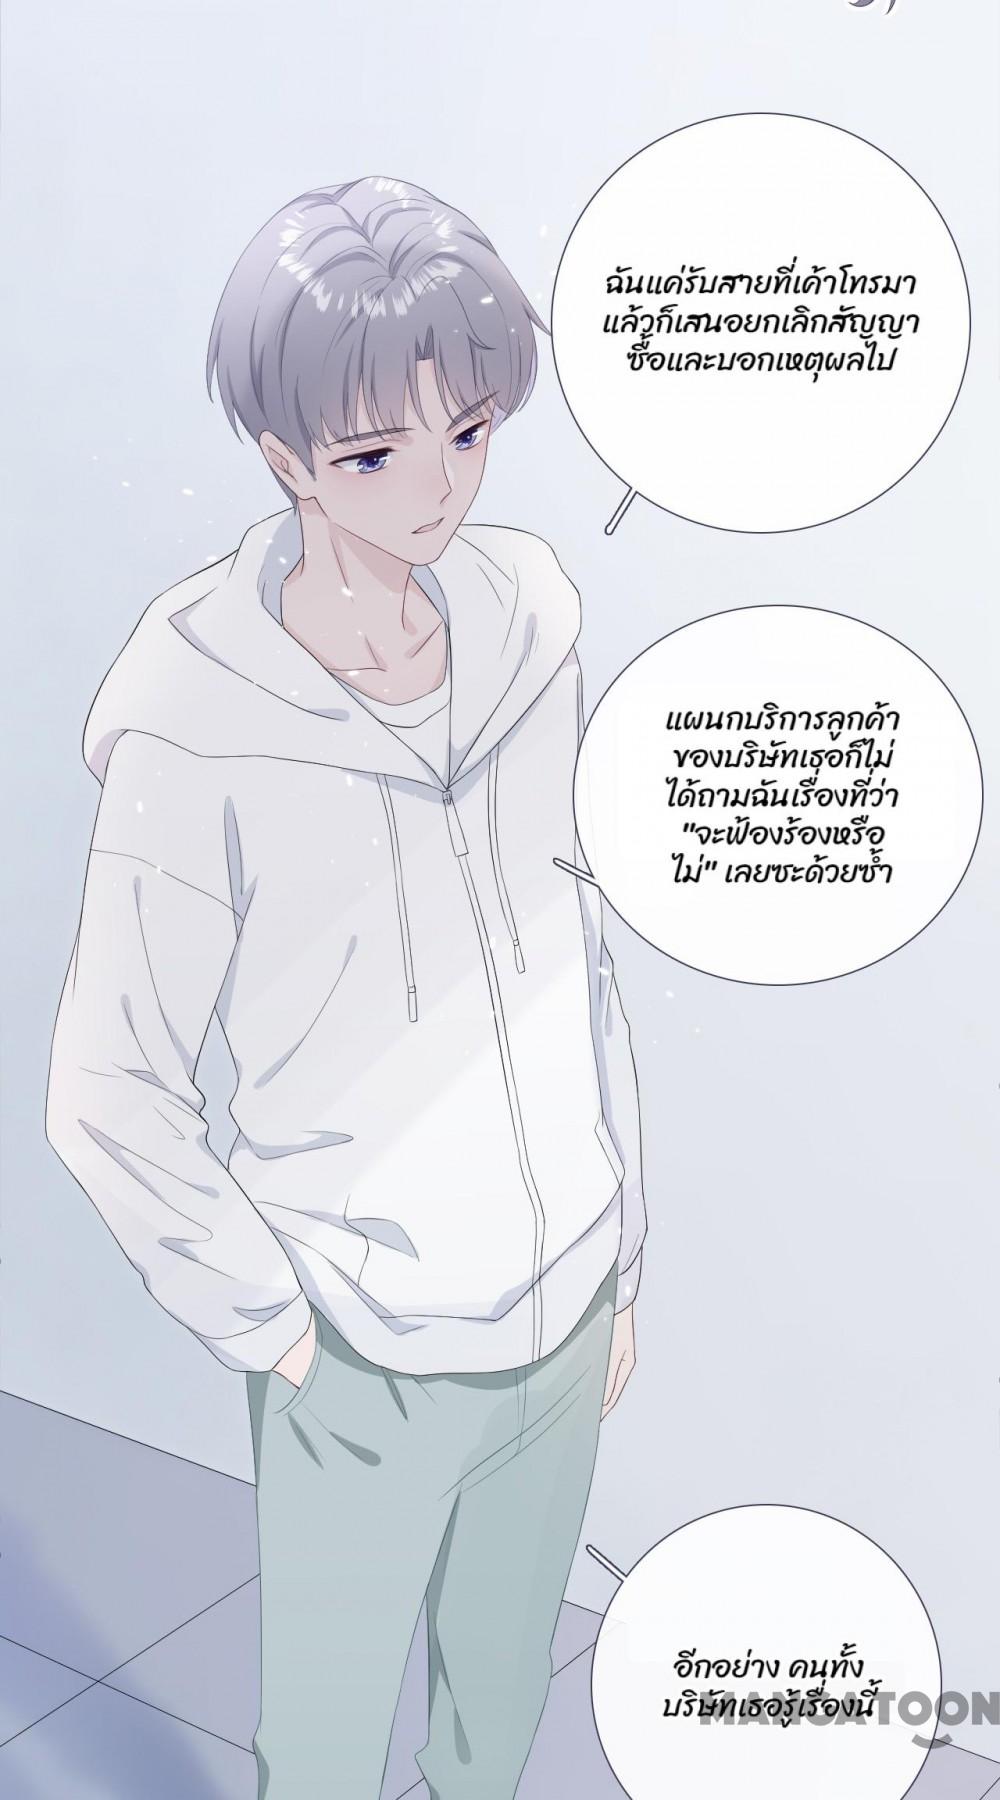 ฉันแค่รับสายที่เค้าโทรมา
แล้วก็เสนอยกเลิกสัญญา
ซื้อและบอกเหตุผลไป
แผนกบริการลูกค้า
ของบริษัทเธอก็ไม่
ได้ถามฉันเรื่องที่ว่า
"จะฟ้องร้องหรือ
ไม่" เลยซะด้วยซ้ำ
อีกอย่าง คนทั้ง
บริษัทเธอรู้เรื่องนี้
MANGATOON